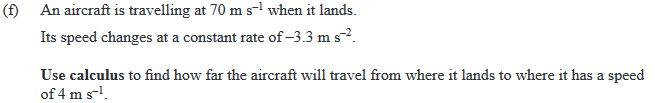 (f) An aircraft is travelling at 70 m s⁻¹ when it lands.
Its speed changes at a constant rate of –3.3 m s⁻².
Use calculus to find how far the aircraft will travel from where it lands to where it has a speed
of 4 m s⁻¹.